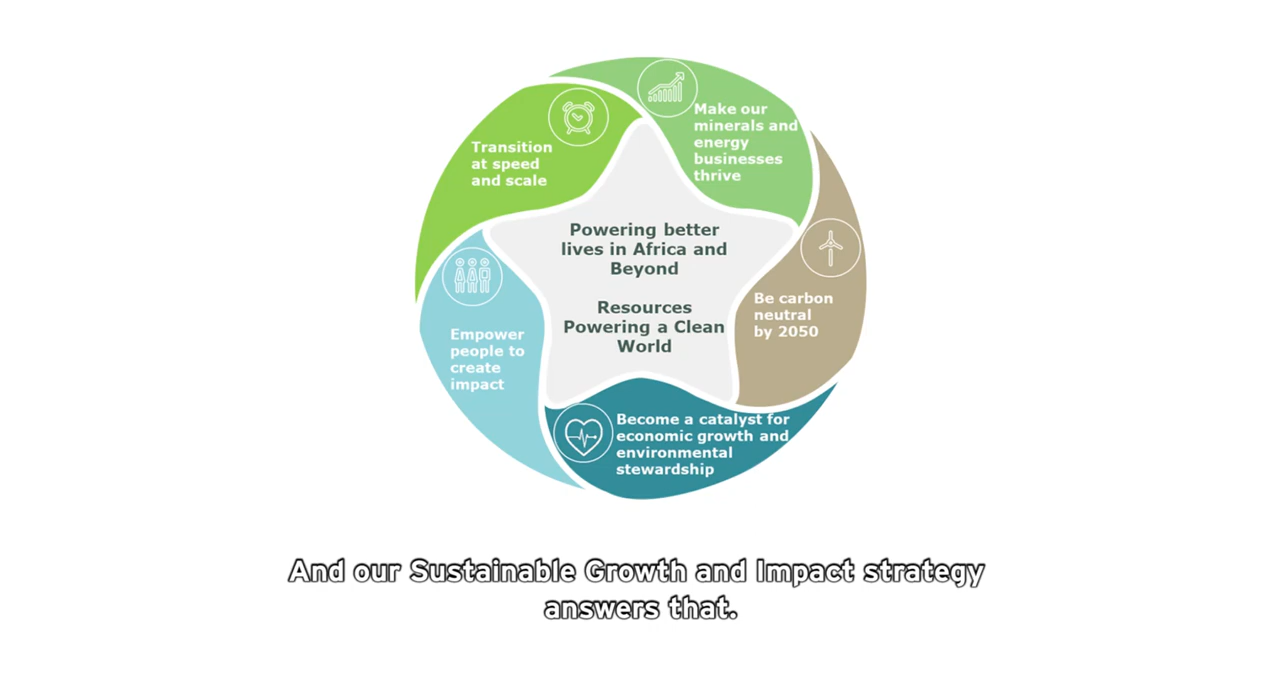 Make our
minerals and
energy
businesses
thrive
Transition
at speed
and scale
Powering better
lives in Africa and
Beyond
Resources
Powering a Clean
World
Be carbon
neutral
by 2050
Empower
people to
create
impact
Become a catalyst for
economic growth and
environmental
stewardship
And our Sustainable Growth and Impact strategy
answers that.